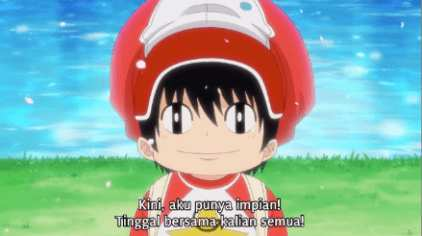 Kini, aku punya impian!
Tinggal bersama kalian semua!